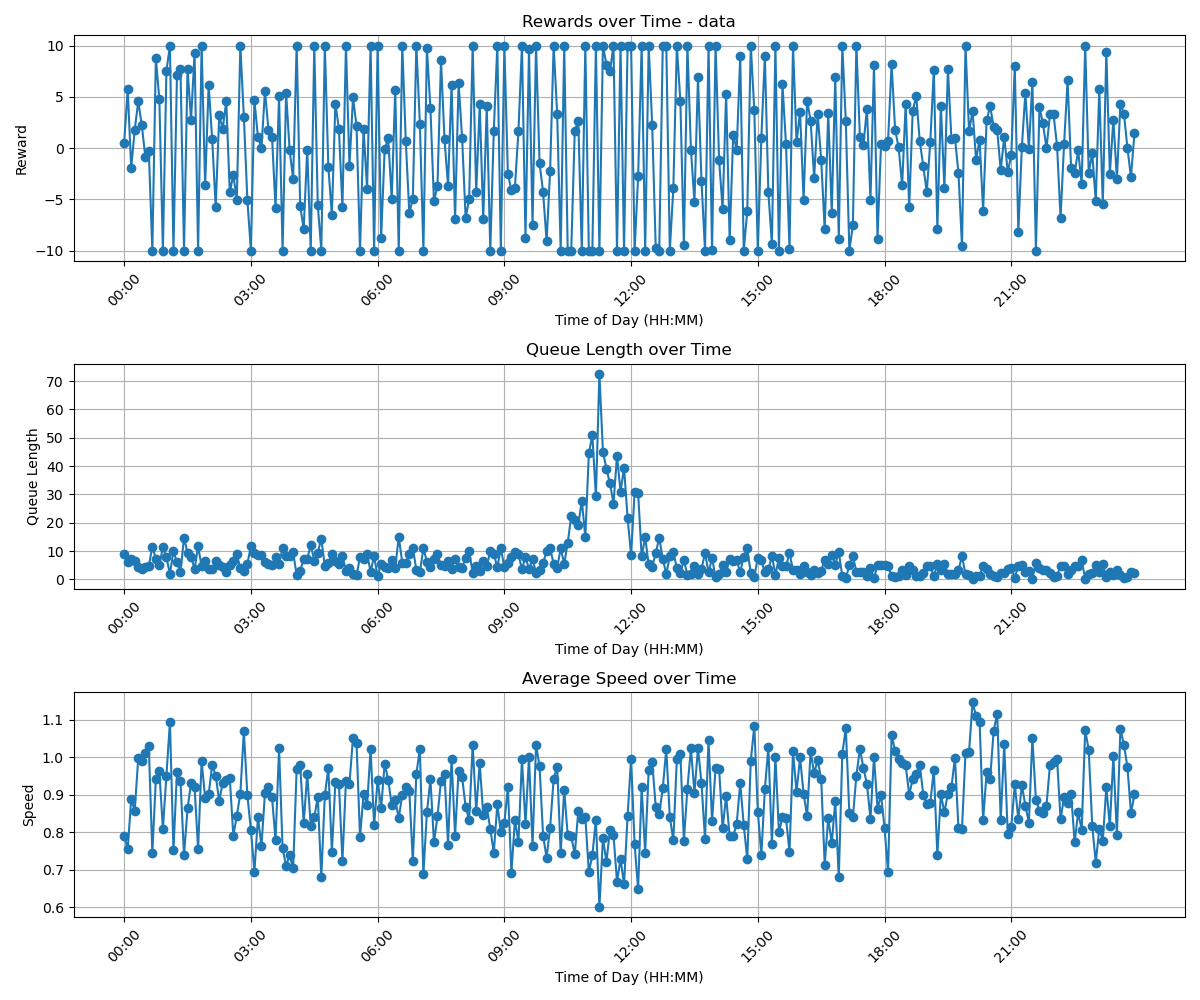 Rewards over Time - data
Reward
10
5
0
−5
−10
00:00 03:00 06:00 09:00 12:00 15:00 18:00 21:00
Time of Day (HH:MM)
Queue Length over Time
Queue Length
70
60
50
40
30
20
10
0
00:00 03:00 06:00 09:00 12:00 15:00 18:00 21:00
Time of Day (HH:MM)
Average Speed over Time
Speed
1.1
1.0
0.9
0.8
0.7
0.6
00:00 03:00 06:00 09:00 12:00 15:00 18:00 21:00
Time of Day (HH:MM)